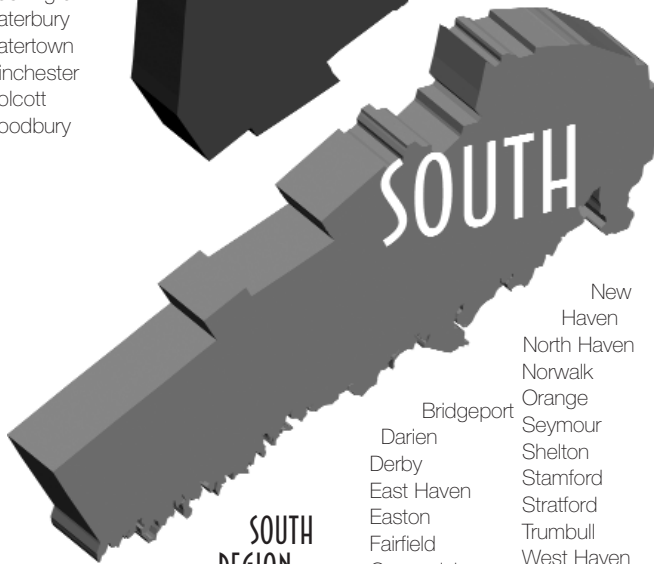 aterbury
atertown
inchester
olcott
oodbury
SOUTH
SOUTH
REGION
Bridgeport
Darien
Derby
East Haven
Easton
Fairfield
New
Haven
North Haven
Norwalk
Orange
Seymour
Shelton
Stamford
Stratford
Trumbull
West Haven